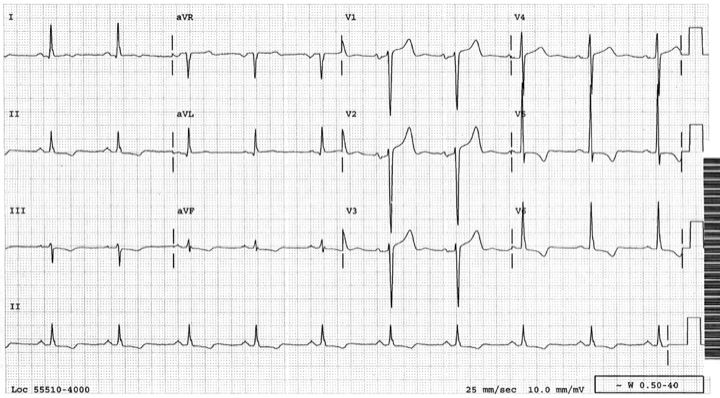 I aVR V1 V4
II aVL V2 V5
III aVF V3 V6
II
Loc 55510-4000 25 mm/sec 10.0 mm/mV ~ W 0.50-40